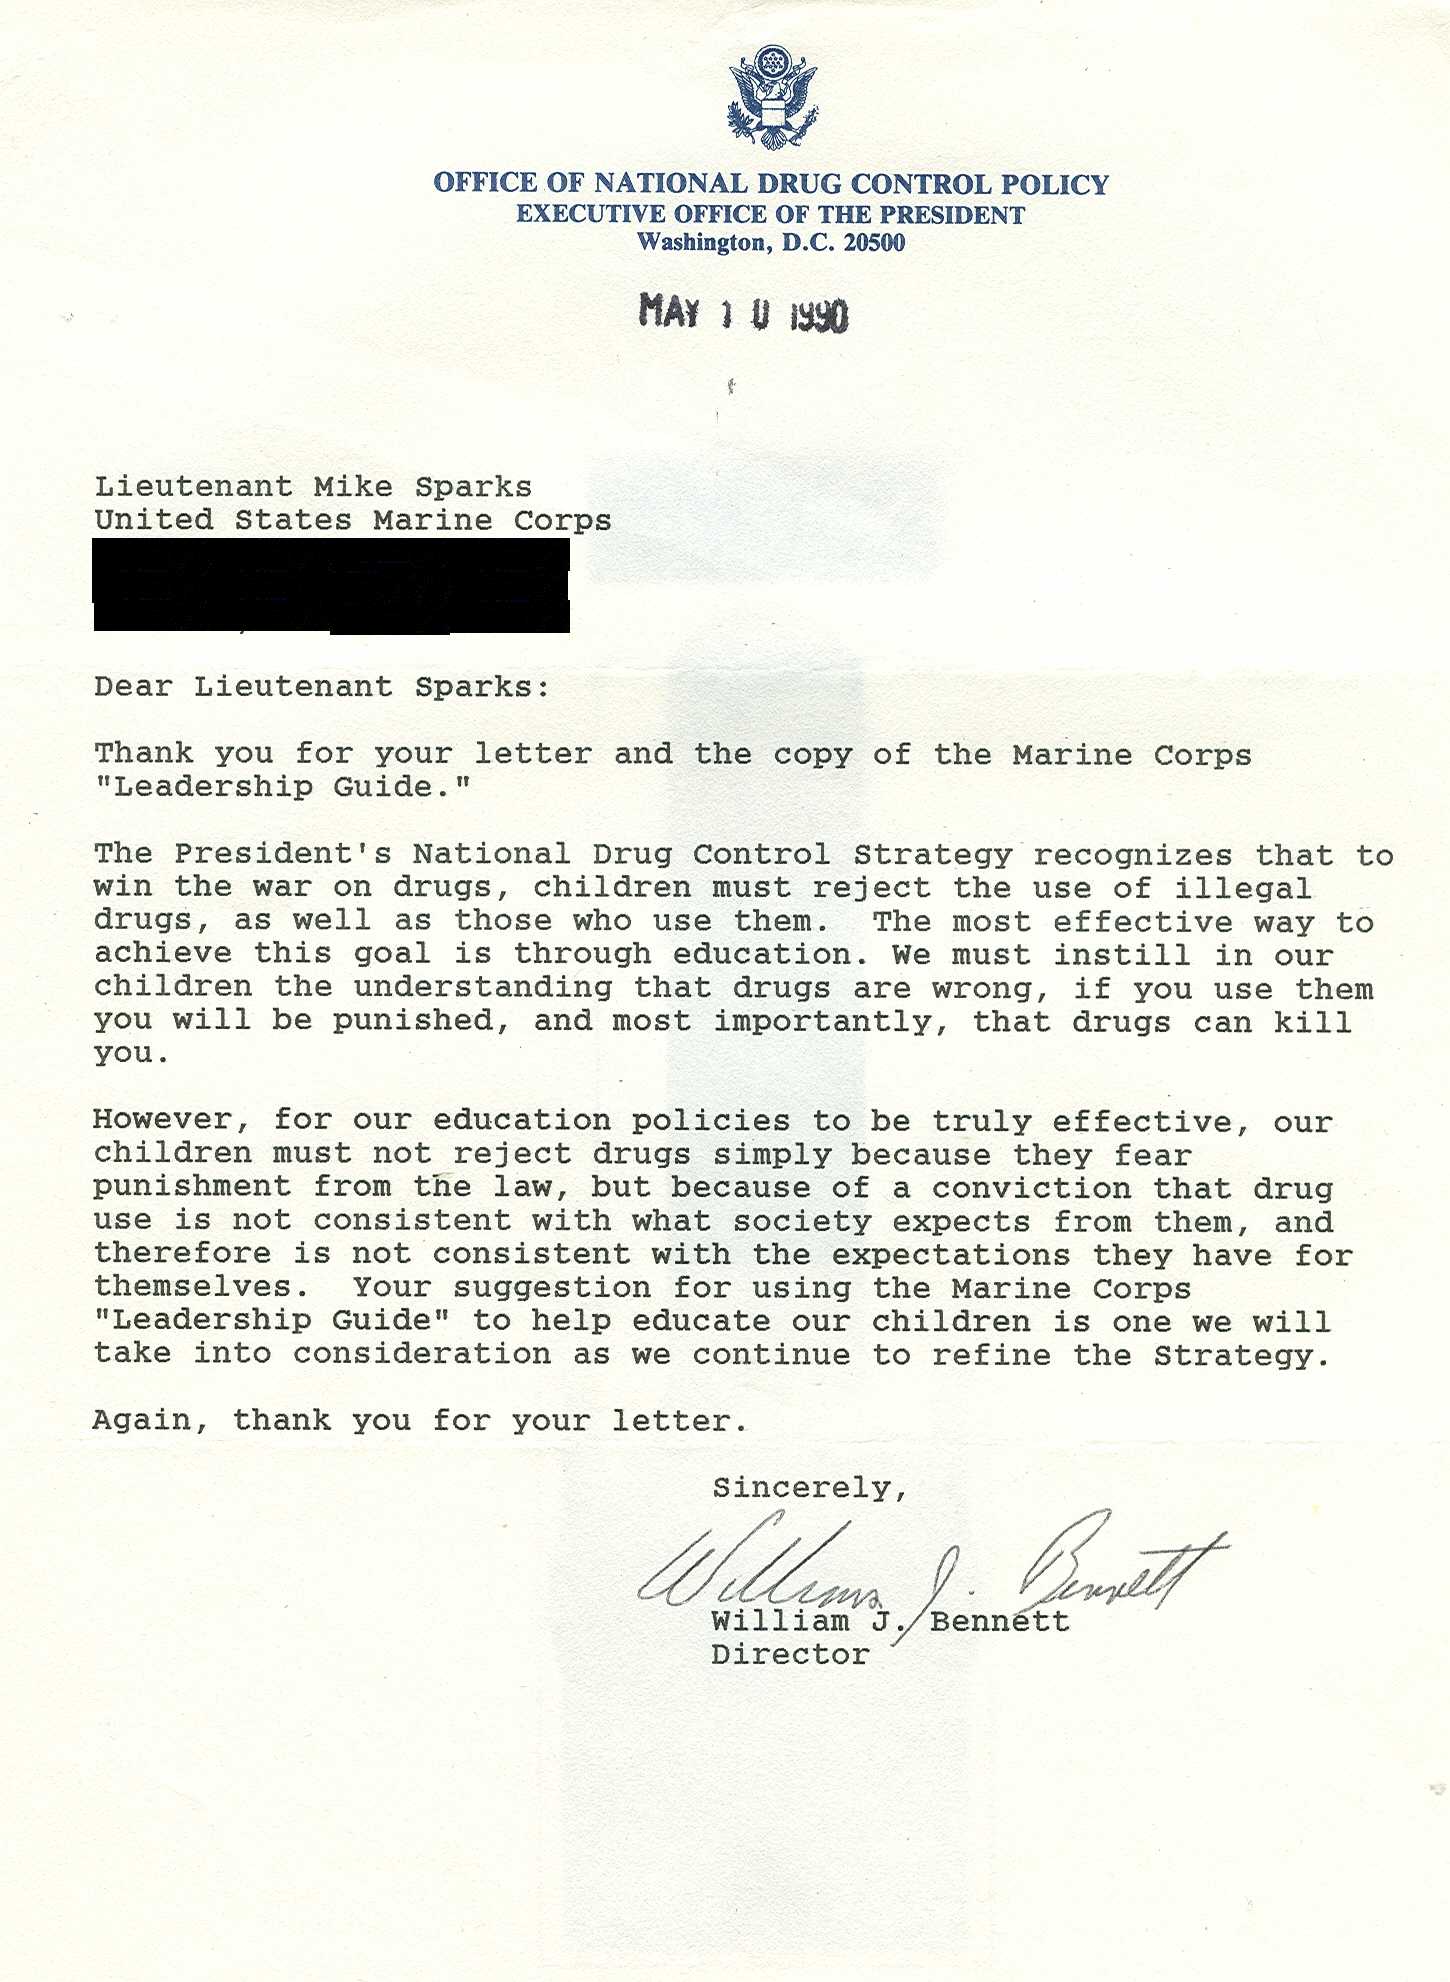 OFFICE OF NATIONAL DRUG CONTROL POLICY
EXECUTIVE OFFICE OF THE PRESIDENT
Washington, D.C. 20500
MAY 10 1990
Lieutenant Mike Sparks
United States Marine Corps
Dear Lieutenant Sparks:
Thank you for your letter and the copy of the Marine Corps
"Leadership Guide."
The President's National Drug Control Strategy recognizes that to
win the war on drugs, children must reject the use of illegal
drugs, as well as those who use them.  The most effective way to
achieve this goal is through education. We must instill in our
children the understanding that drugs are wrong, if you use them
you will be punished, and most importantly, that drugs can kill
you.
However, for our education policies to be truly effective, our
children must not reject drugs simply because they fear
punishment from the law, but because of a conviction that drug
use is not consistent with what society expects from them, and
therefore is not consistent with the expectations they have for
themselves.  Your suggestion for using the Marine Corps
"Leadership Guide" to help educate our children is one we will
take into consideration as we continue to refine the Strategy.
Again, thank you for your letter.
Sincerely,
William J. Bennett
William J. Bennett
Director